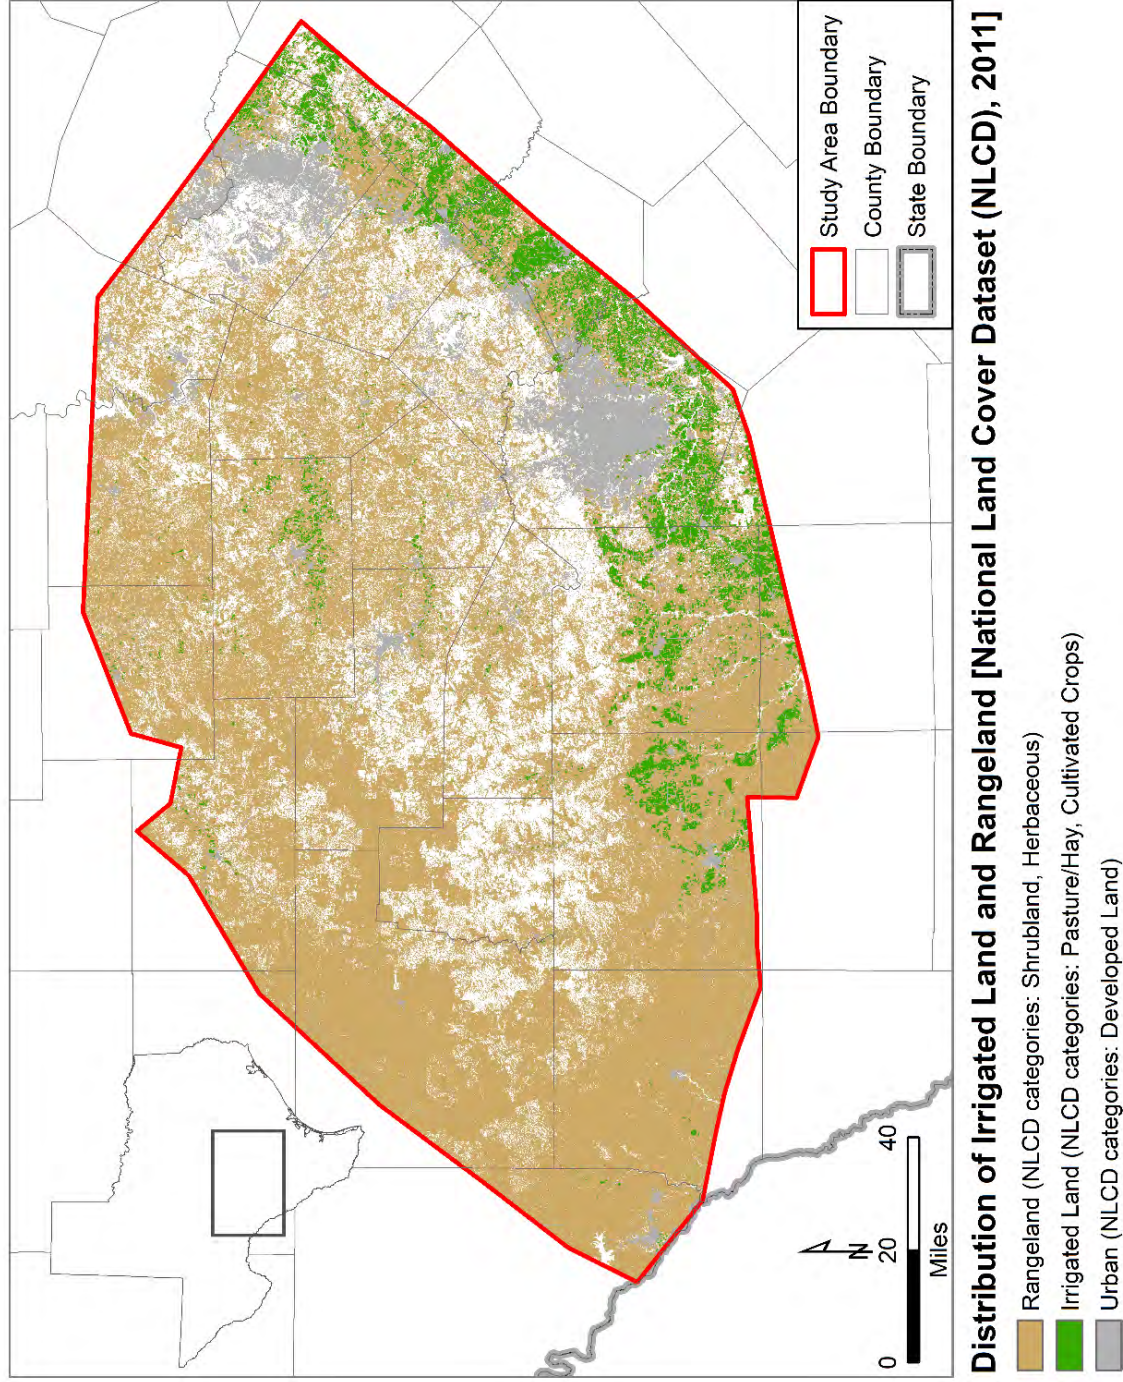 Study Area Boundary
County Boundary
State Boundary
N
0 20 40
Miles
Distribution of Irrigated Land and Rangeland [National Land Cover Dataset (NLCD), 2011]
Rangeland (NLCD categories: Shrubland, Herbaceous)
Irrigated Land (NLCD categories: Pasture/Hay, Cultivated Crops)
Urban (NLCD categories: Developed Land)